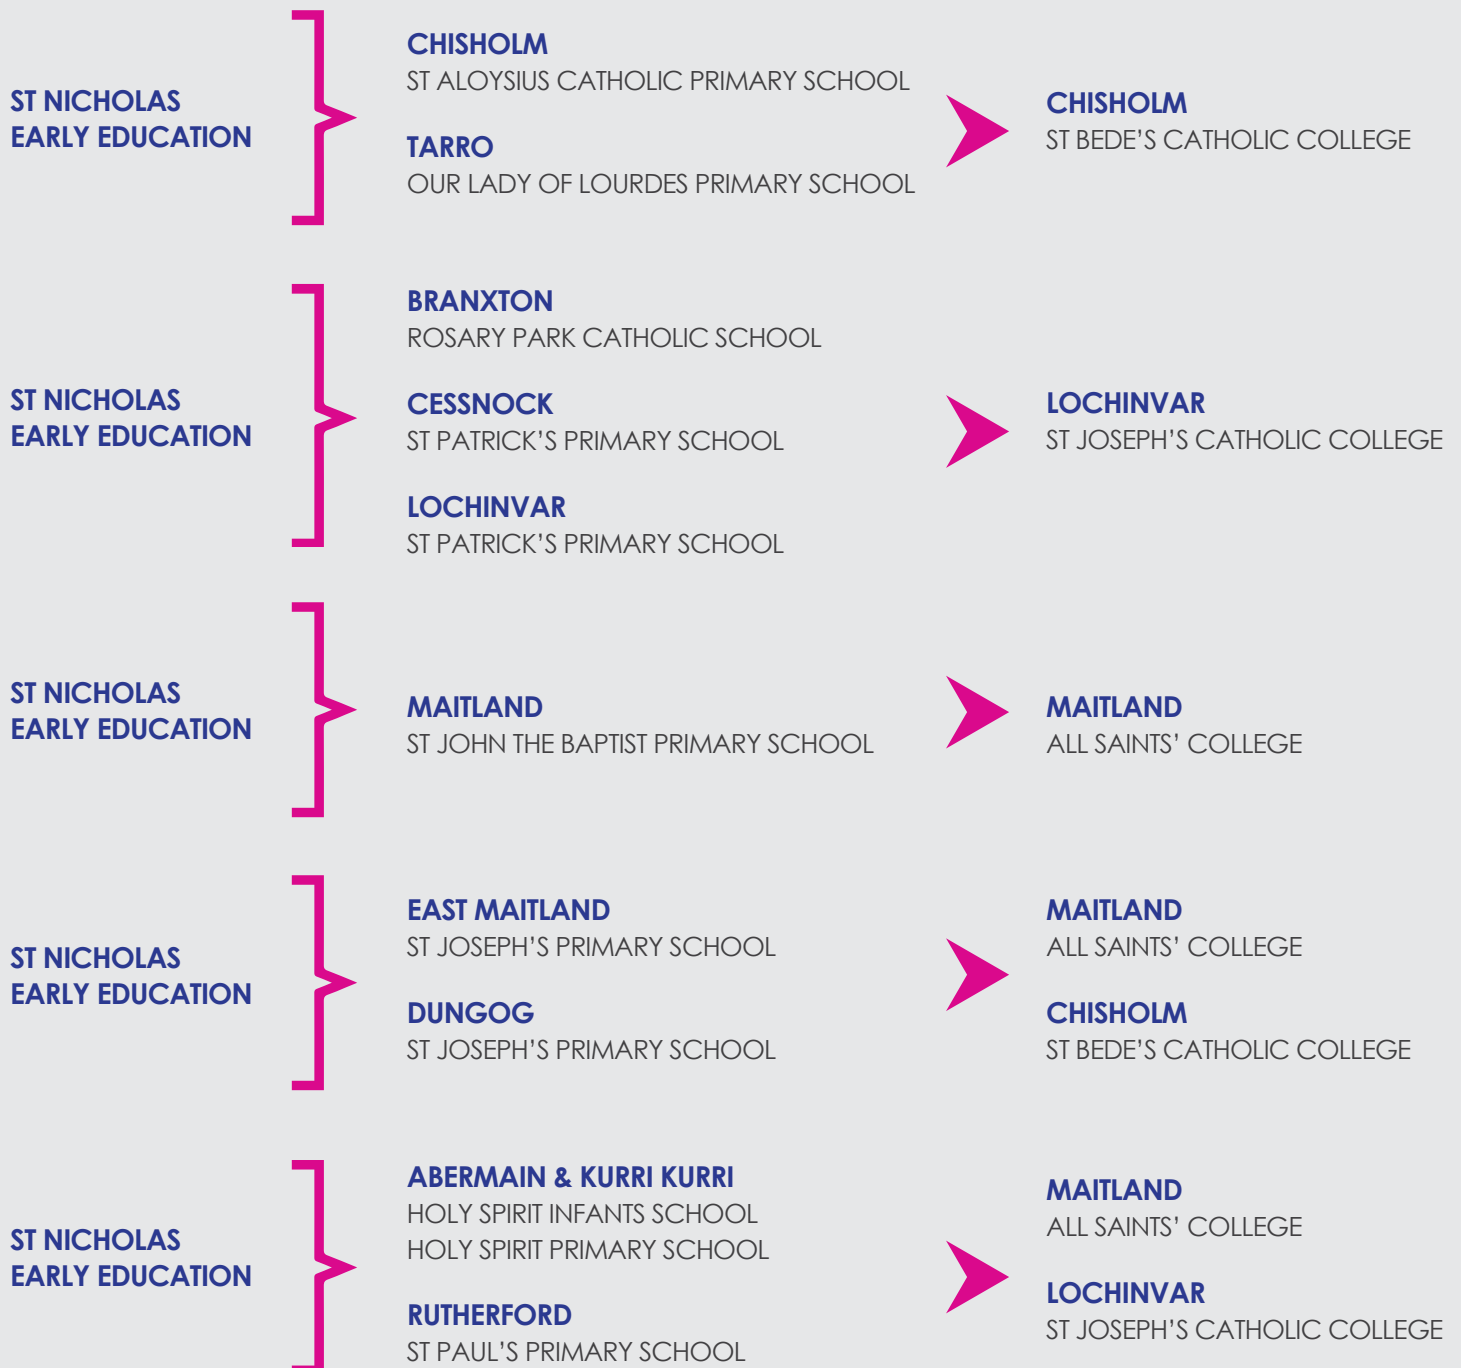 ST NICHOLAS
EARLY EDUCATION
CHISHOLM
ST ALOYSIUS CATHOLIC PRIMARY SCHOOL
TARRO
OUR LADY OF LOURDES PRIMARY SCHOOL
CHISHOLM
ST BEDE’S CATHOLIC COLLEGE
ST NICHOLAS
EARLY EDUCATION
BRANXTON
ROSARY PARK CATHOLIC SCHOOL
CESSNOCK
ST PATRICK’S PRIMARY SCHOOL
LOCHINVAR
ST PATRICK’S PRIMARY SCHOOL
LOCHINVAR
ST JOSEPH’S CATHOLIC COLLEGE
ST NICHOLAS
EARLY EDUCATION
MAITLAND
ST JOHN THE BAPTIST PRIMARY SCHOOL
MAITLAND
ALL SAINTS’ COLLEGE
ST NICHOLAS
EARLY EDUCATION
EAST MAITLAND
ST JOSEPH’S PRIMARY SCHOOL
DUNGOG
ST JOSEPH’S PRIMARY SCHOOL
MAITLAND
ALL SAINTS’ COLLEGE
CHISHOLM
ST BEDE’S CATHOLIC COLLEGE
ST NICHOLAS
EARLY EDUCATION
ABERMAIN & KURRI KURRI
HOLY SPIRIT INFANTS SCHOOL
HOLY SPIRIT PRIMARY SCHOOL
RUTHERFORD
ST PAUL’S PRIMARY SCHOOL
MAITLAND
ALL SAINTS’ COLLEGE
LOCHINVAR
ST JOSEPH’S CATHOLIC COLLEGE